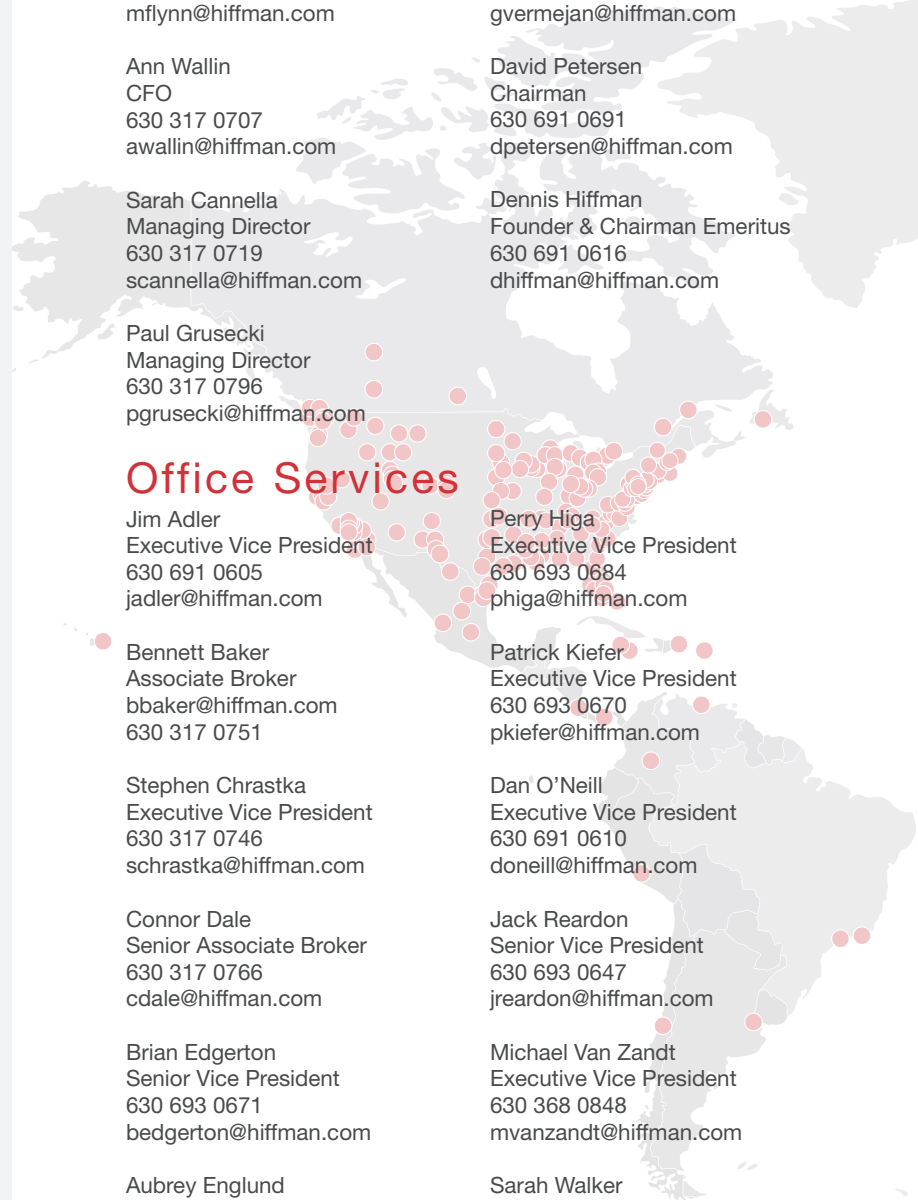 mflynn@hiffman.com
Ann Wallin
CFO
630 317 0707
awallin@hiffman.com
Sarah Cannella
Managing Director
630 317 0719
scannella@hiffman.com
Paul Grusecki
Managing Director
630 317 0796
pgrusecki@hiffman.com
gvermejan@hiffman.com
David Petersen
Chairman
630 691 0691
dpetersen@hiffman.com
Dennis Hiffman
Founder & Chairman Emeritus
630 691 0616
dhiffman@hiffman.com
Office Services
Jim Adler
Executive Vice President
630 691 0605
jadler@hiffman.com
Bennett Baker
Associate Broker
bbaker@hiffman.com
630 317 0751
Stephen Chrastka
Executive Vice President
630 317 0746
schrastka@hiffman.com
Connor Dale
Senior Associate Broker
630 317 0766
cdale@hiffman.com
Brian Edgerton
Senior Vice President
630 693 0671
bedgerton@hiffman.com
Aubrey Englund
Perry Higa
Executive Vice President
630 693 0684
phiga@hiffman.com
Patrick Kiefer
Executive Vice President
630 693 0670
pkiefer@hiffman.com
Dan O’Neill
Executive Vice President
630 691 0610
doneill@hiffman.com
Jack Reardon
Senior Vice President
630 693 0647
jreardon@hiffman.com
Michael Van Zandt
Executive Vice President
630 368 0848
mvanzandt@hiffman.com
Sarah Walker